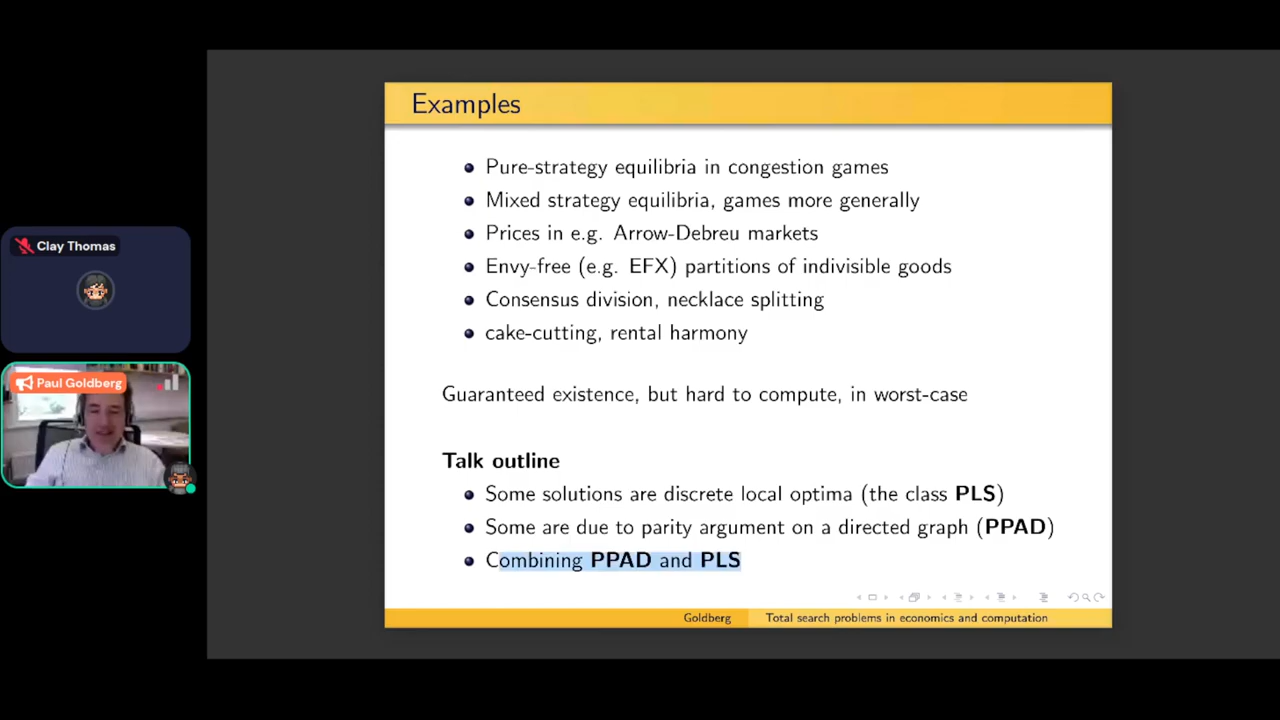 Clay Thomas
Paul Goldberg
Examples
Pure-strategy equilibria in congestion games
Mixed strategy equilibria, games more generally
Prices in e.g. Arrow-Debreu markets
Envy-free (e.g. EFX) partitions of indivisible goods
Consensus division, necklace splitting
cake-cutting, rental harmony
Guaranteed existence, but hard to compute, in worst-case
Talk outline
Some solutions are discrete local optima (the class PLS)
Some are due to parity argument on a directed graph (PPAD)
Combining PPAD and PLS
Goldberg Total search problems in economics and computation